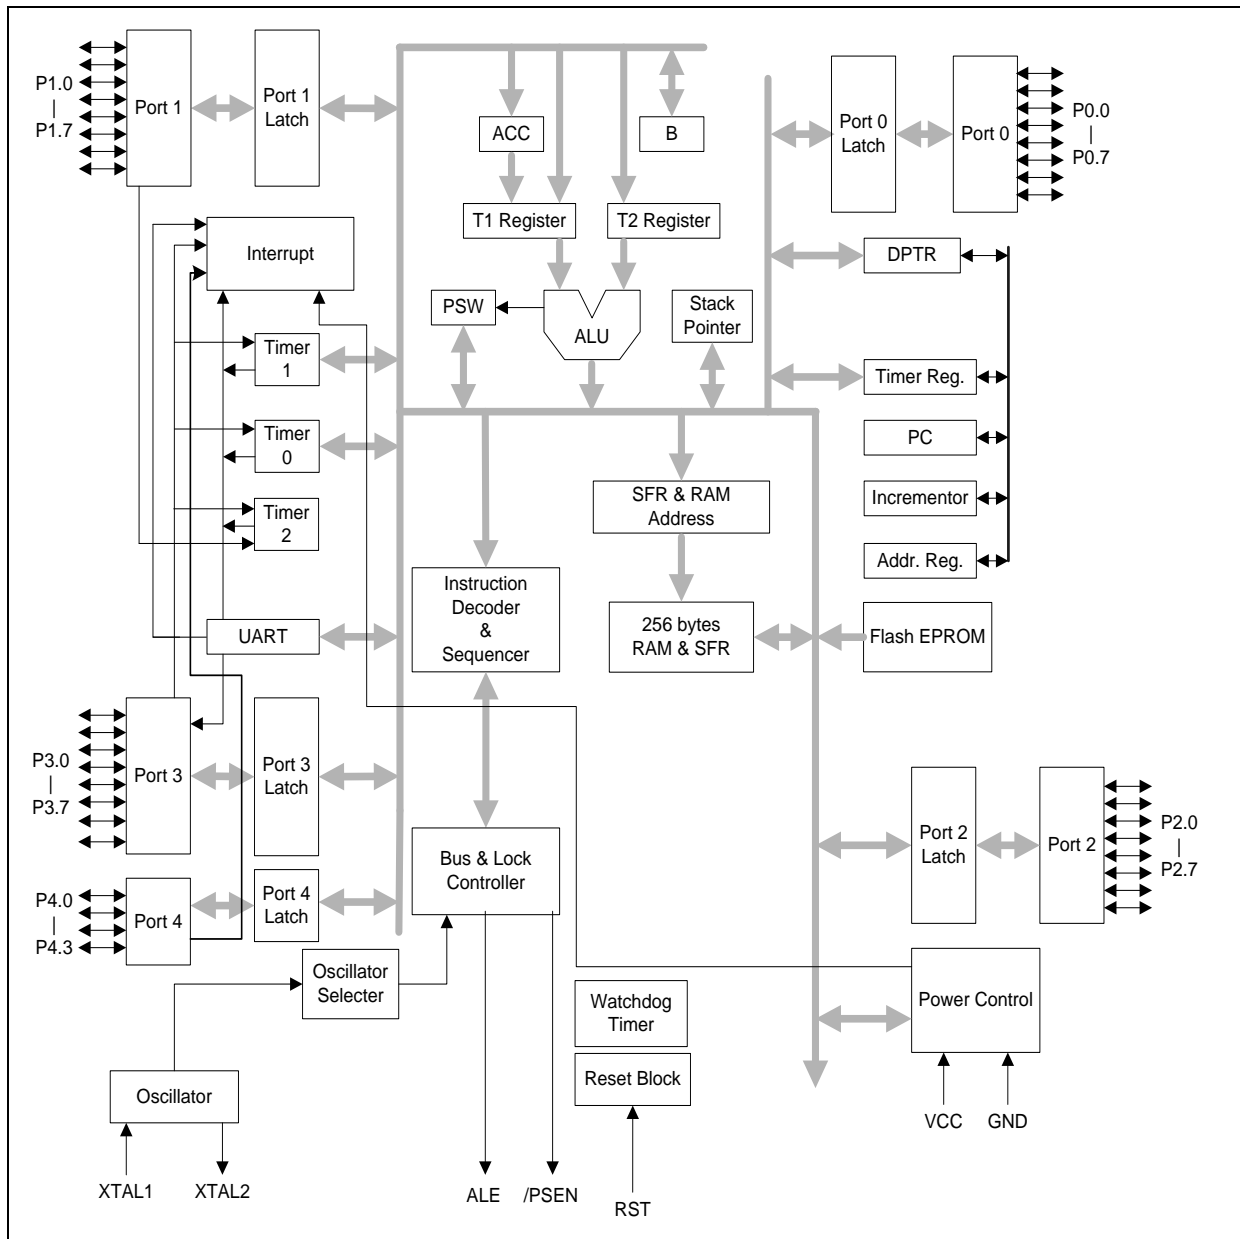 P1.0
|
P1.7
Port 1
Port 1
Latch
ACC
B
Port 0
Latch
Port 0
P0.0
|
P0.7
T1 Register
T2 Register
Interrupt
DPTR
PSW
ALU
Stack
Pointer
Timer
1
Timer Reg.
Timer
0
PC
Timer
2
SFR & RAM
Address
Incrementor
Addr. Reg.
Instruction
Decoder
&
Sequencer
256 bytes
RAM & SFR
Flash EPROM
UART
P3.0
|
P3.7
Port 3
Port 3
Latch
Port 2
Latch
Port 2
P2.0
|
P2.7
Bus & Lock
Controller
P4.0
|
P4.3
Port 4
Port 4
Latch
Oscillator
Selecter
Watchdog
Timer
Power Control
Reset Block
Oscillator
VCC
GND
XTAL1
XTAL2
ALE
/PSEN
RST